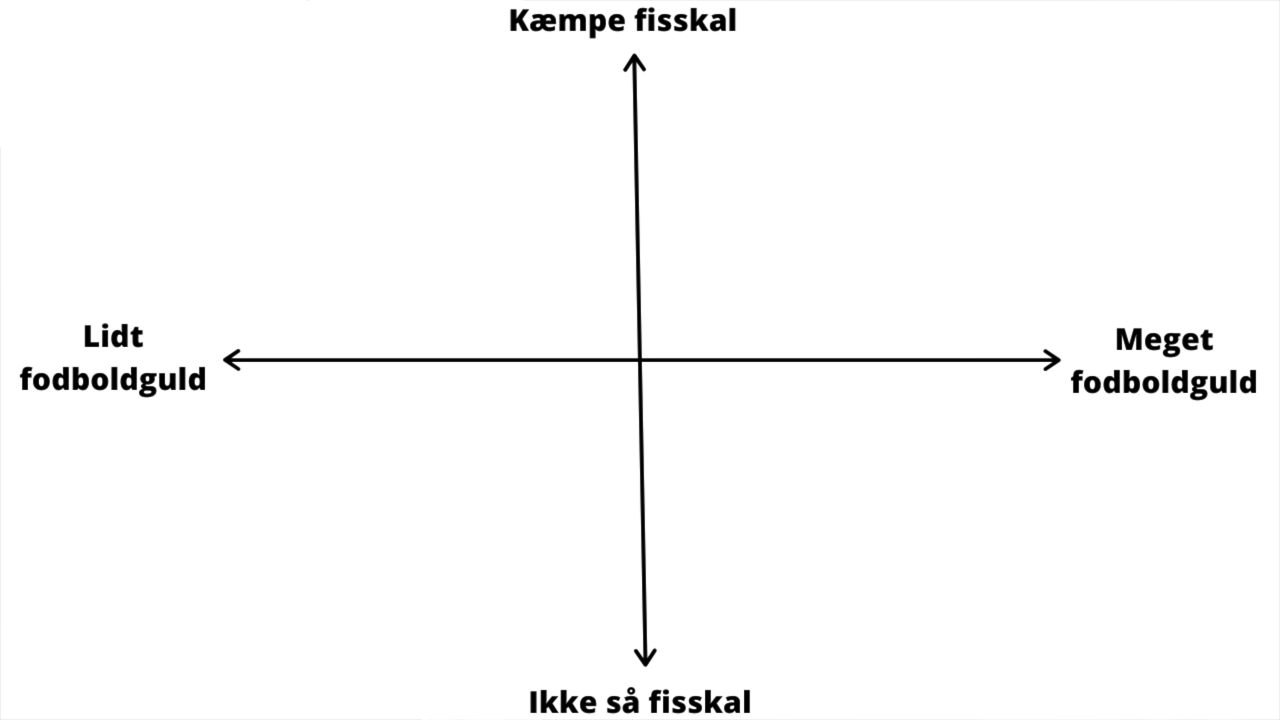 Kæmpe fisskal
Lidt
fodboldguld
Meget
fodboldguld
Ikke så fisskal